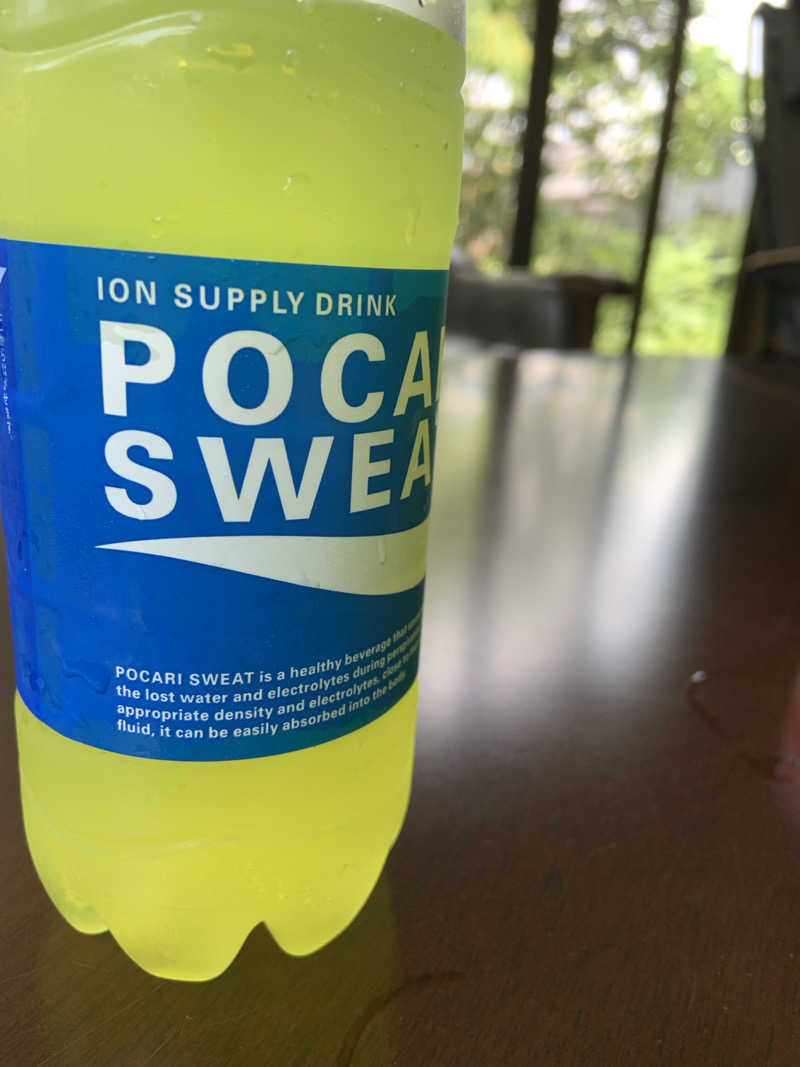 ION SUPPLY DRINK
POCA
SWEA
POCARI SWEAT is a healthy beverage that
the lost water and electrolytes during
appropriate density and electrolytes, close to
fluid, it can be easily absorbed into the body